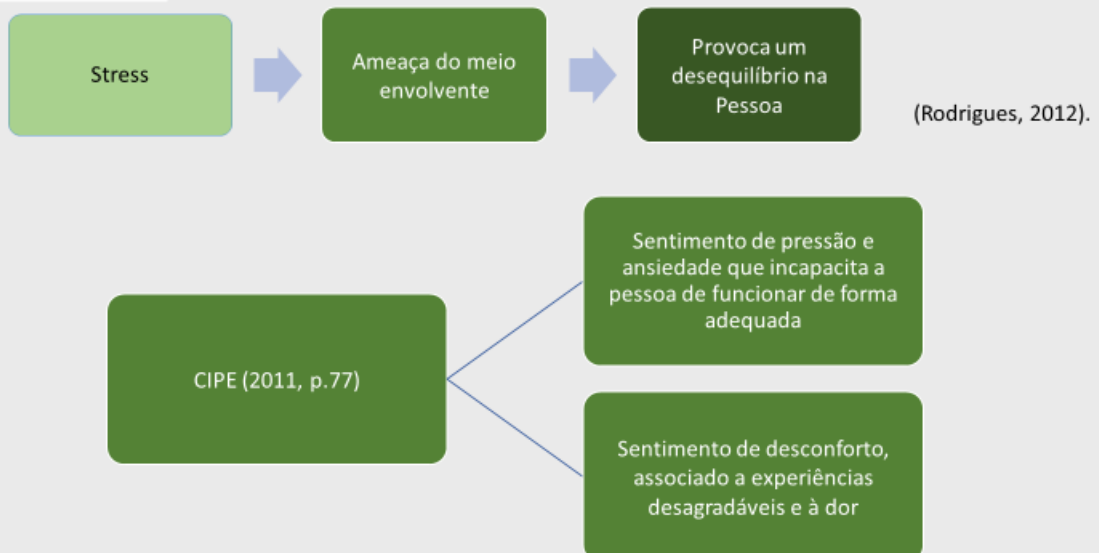 Stress
Ameaça do meio
envolvente
Provoca um
desequilíbrio na
Pessoa
(Rodrigues, 2012).
Sentimento de pressão e
ansiedade que incapacita a
pessoa de funcionar de forma
adequada
CIPE (2011, p.77)
Sentimento de desconforto,
associado a experiências
desagradáveis e à dor